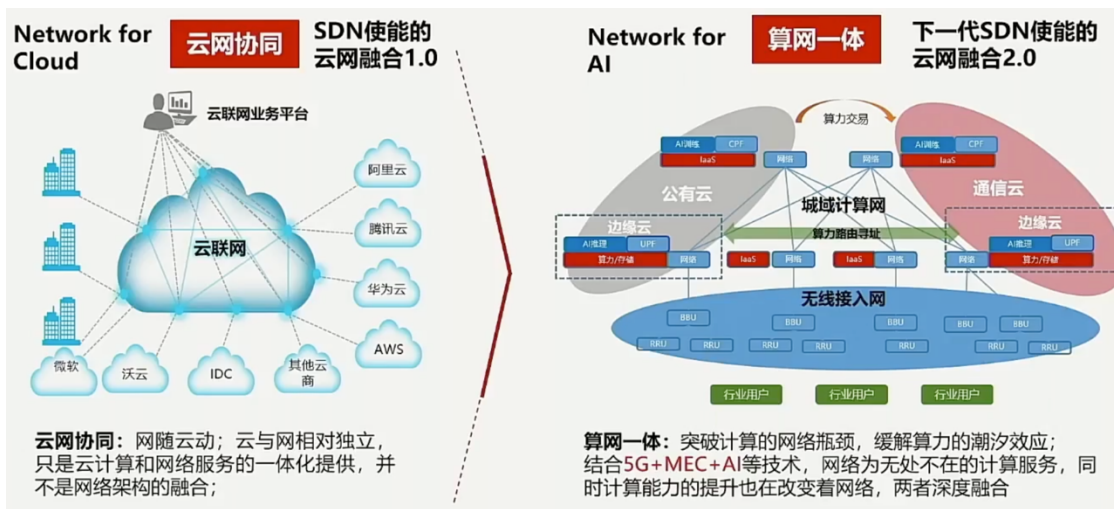 Network for
Cloud
云网协同
SDN使能的
云网融合1.0
云联网业务平台
阿里云
腾讯云
云联网
华为云
AWS
微软
沃云
IDC
其他云
商
云网协同：网随云动；云与网相对独立，
只是云计算和网络服务的一体化提供，并
不是网络架构的融合；
Network for
AI
算网一体
下一代SDN使能的
云网融合2.0
算力交易
AI训练
CPF
IaaS
网络
网络
AI训练
CPF
IaaS
公有云
通信云
城域计算网
边缘云
算力路由寻址
边缘云
AI推理
UPF
算力/存储
网络
IaaS
网络
IaaS
网络
网络
AI推理
UPF
算力/存储
无线接入网
BBU
BBU
BBU
BBU
BBU
RRU
RRU
RRU
RRU
RRU
RRU
RRU
行业用户
行业用户
行业用户
算网一体：突破计算的网络瓶颈，缓解算力的潮汐效应；
结合5G+MEC+AI等技术，网络为无处不在的计算服务，同
时计算能力的提升也在改变着网络，两者深度融合